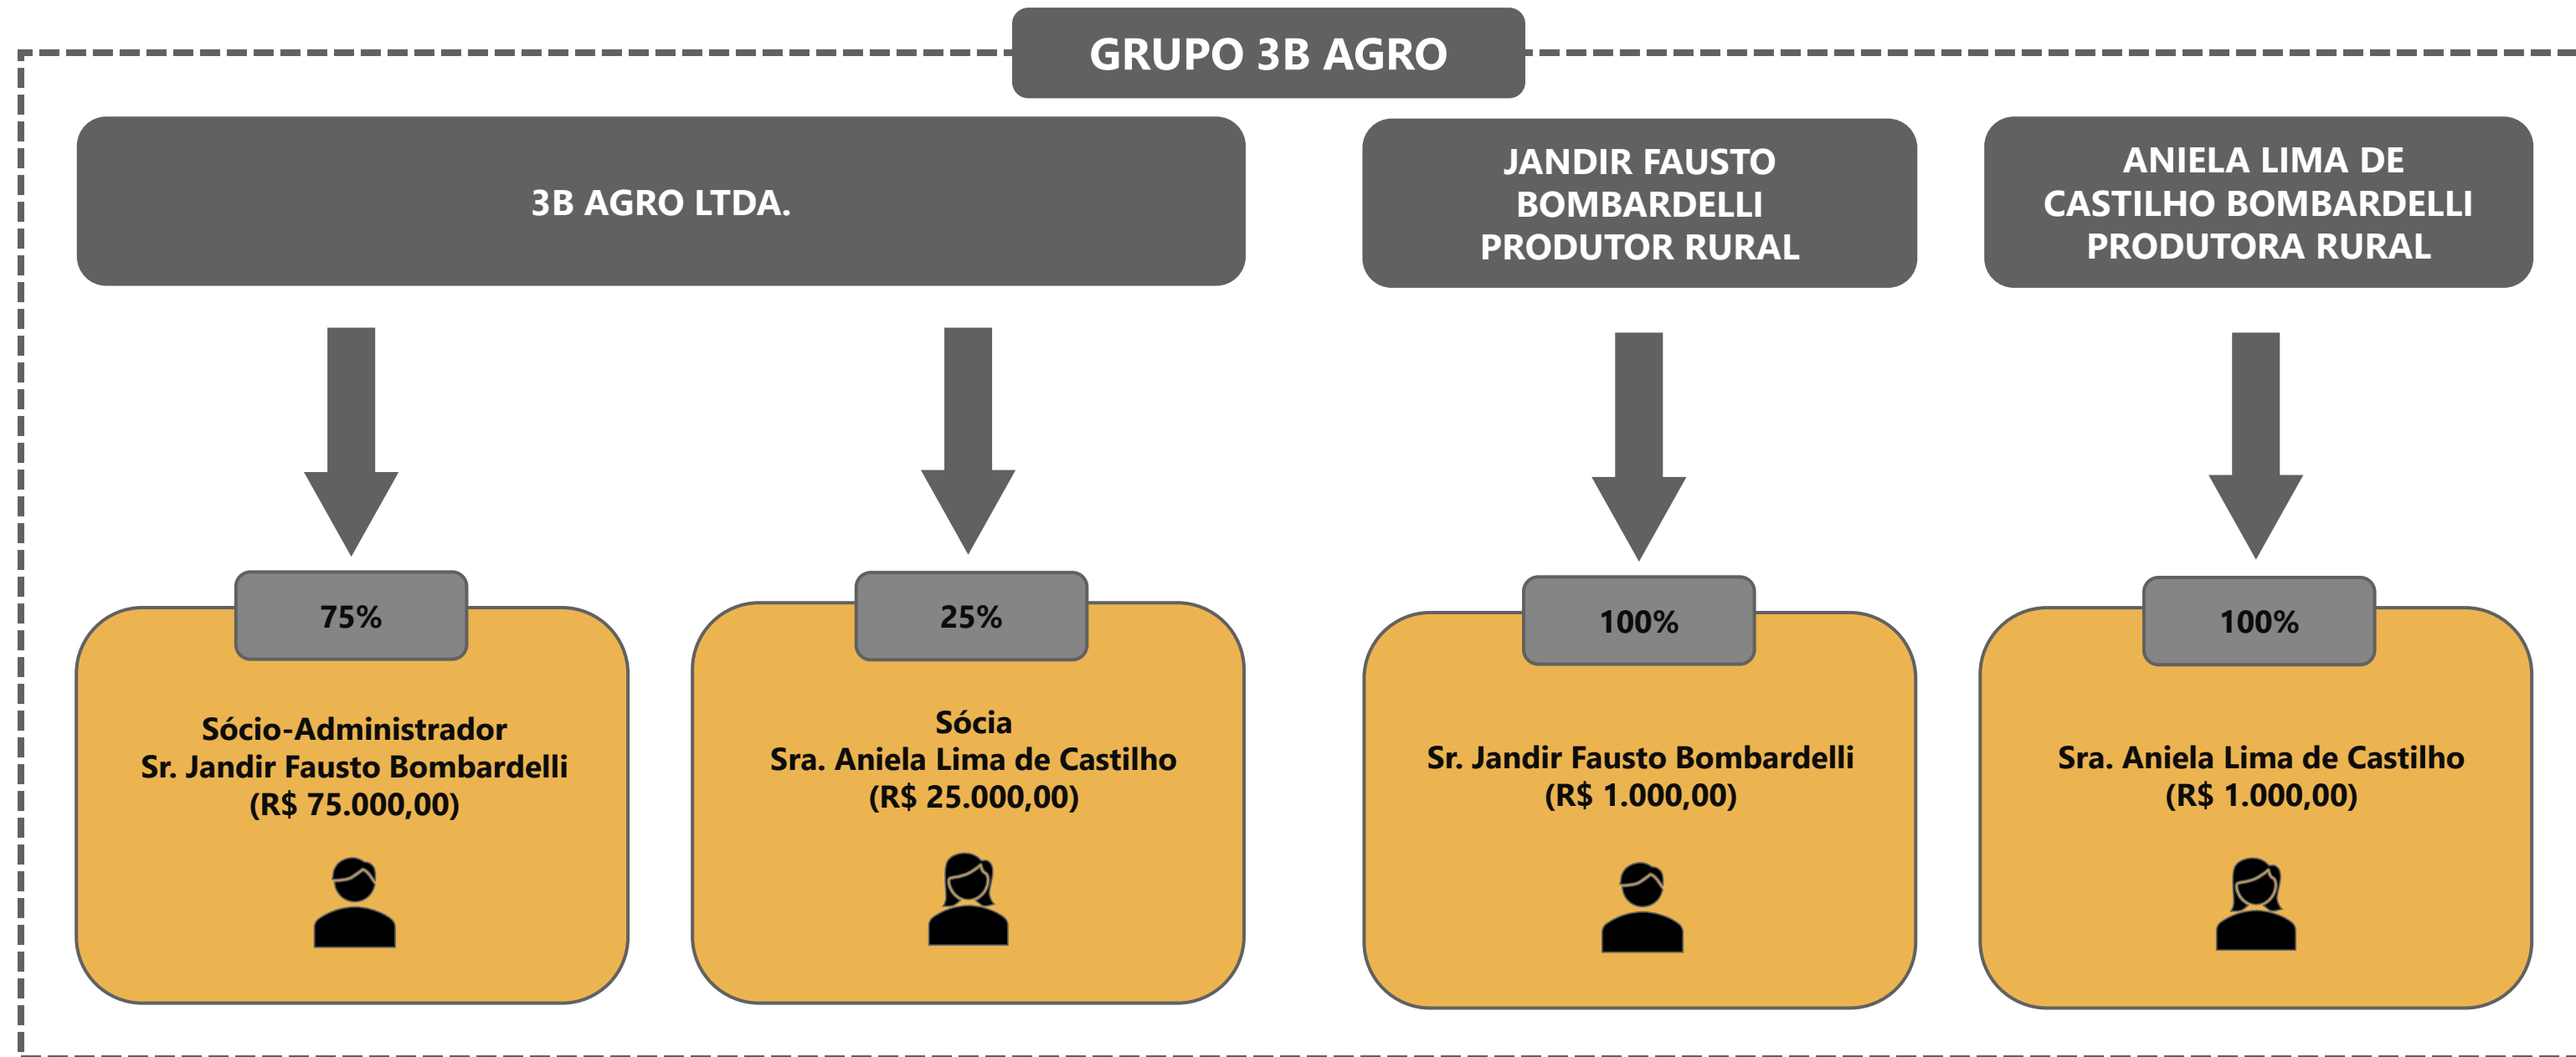 GRUPO 3B AGRO
3B AGRO LTDA.
JANDIR FAUSTO
BOMBARDELLI
PRODUTOR RURAL
ANIELA LIMA DE
CASTILHO BOMBARDELLI
PRODUTORA RURAL
75%
Sócio-Administrador
Sr. Jandir Fausto Bombardelli
(R$ 75.000,00)
25%
Sócia
Sra. Aniela Lima de Castilho
(R$ 25.000,00)
100%
Sr. Jandir Fausto Bombardelli
(R$ 1.000,00)
100%
Sra. Aniela Lima de Castilho
(R$ 1.000,00)